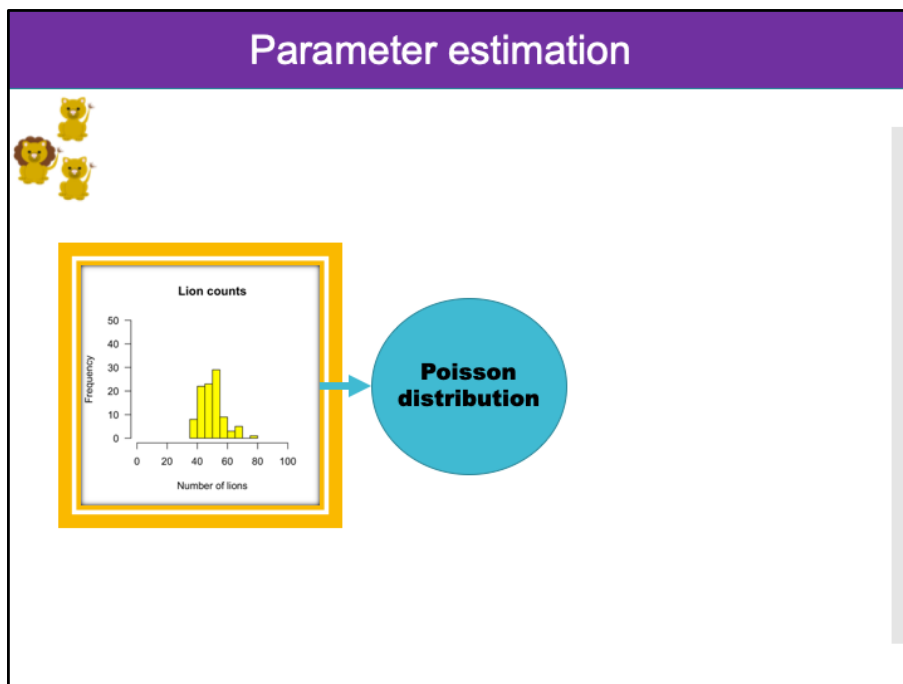 Parameter estimation
Lion counts
50
40
30
20
10
0
Frequency
0 20 40 60 80 100
Number of lions
Poisson
distribution